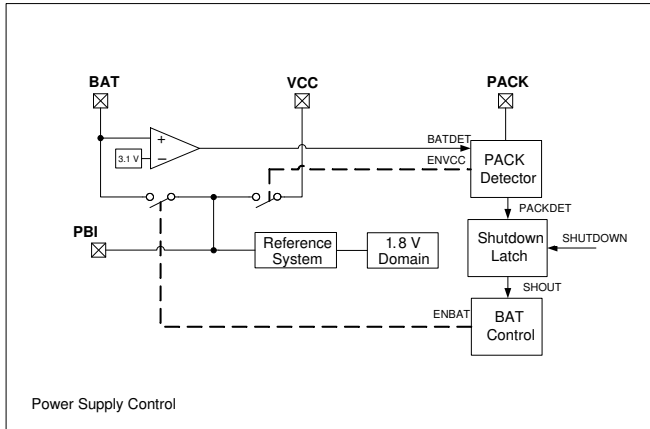 BAT
VCC
PACK
+
3.1 V
−
BATDET
ENVCC
PACK
Detector
PACKDET
PBI
Reference
System
1.8 V
Domain
Shutdown
Latch
SHUTDOWN
SHOUT
ENBAT
BAT
Control
Power Supply Control